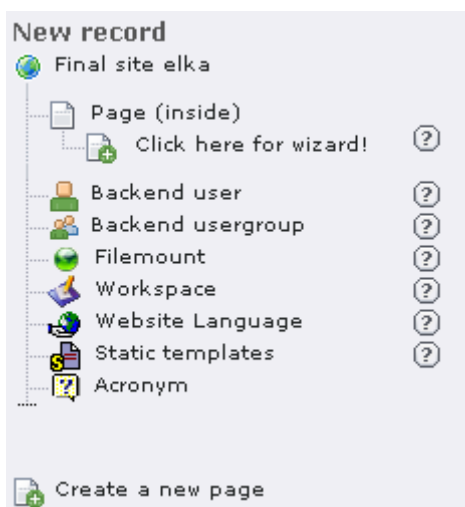 New record
Final site elka
Page (inside)
Click here for wizard!
Backend user
Backend usergroup
Filemount
Workspace
Website Language
Static templates
Acronym
Create a new page